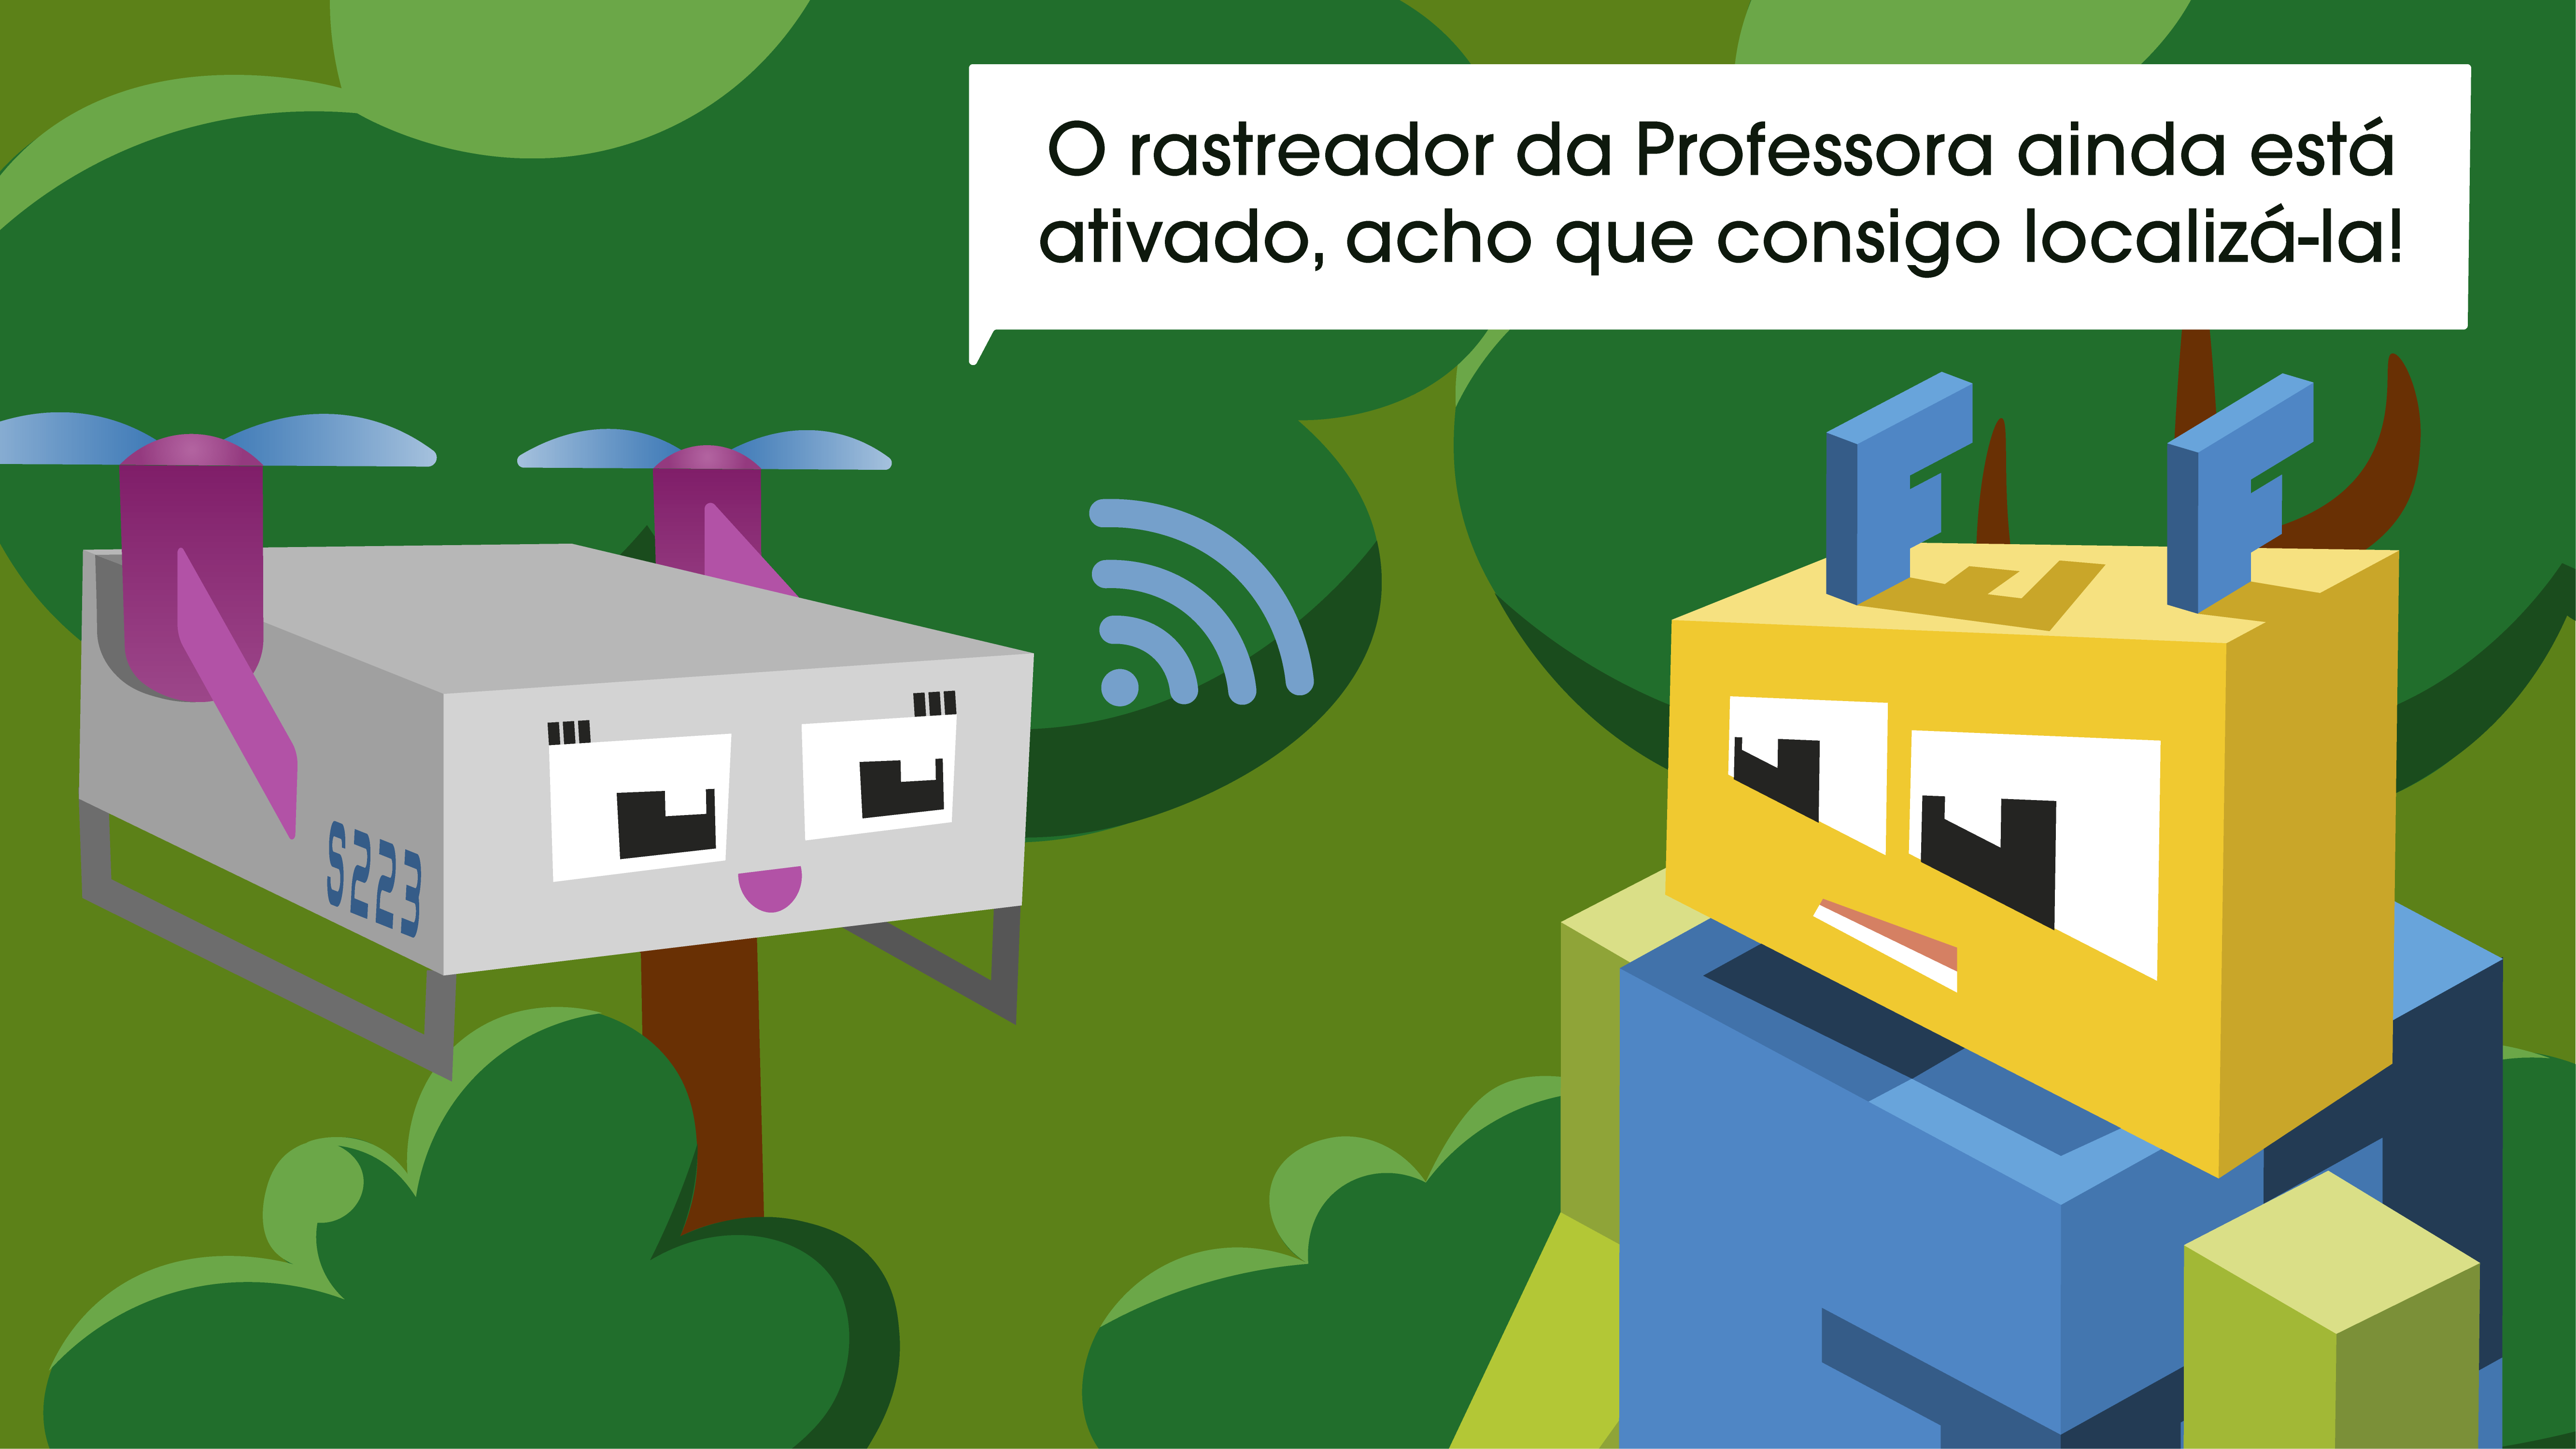 O rastreador da Professora ainda está
ativado, acho que consigo localizá-la!
S223